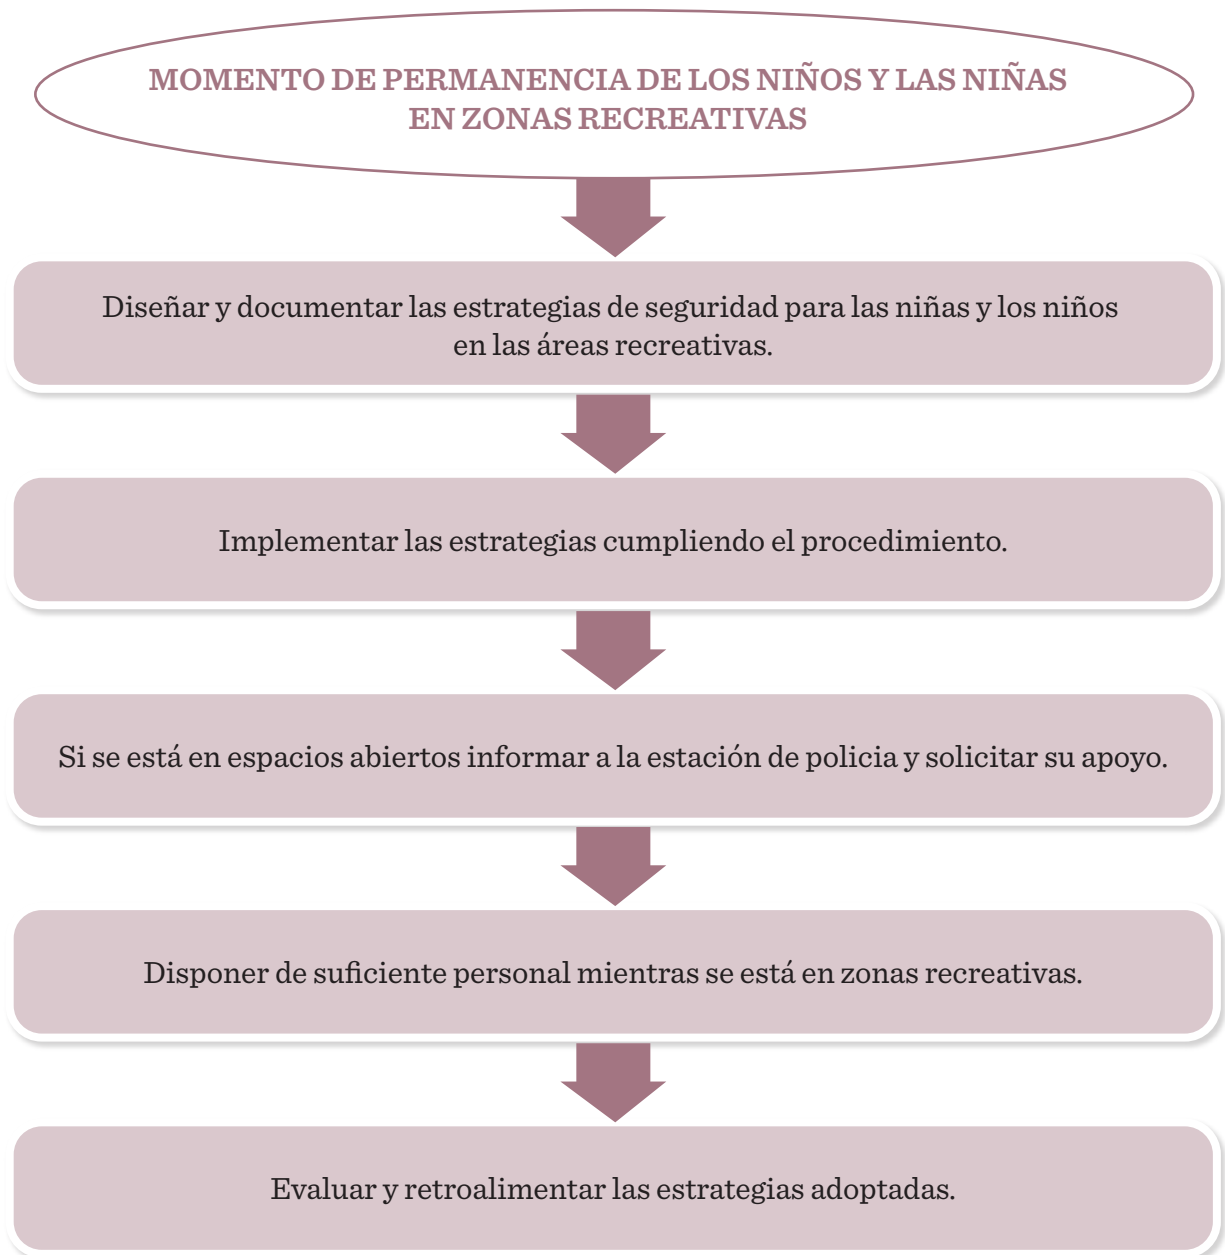 MOMENTO DE PERMANENCIA DE LOS NIÑOS Y LAS NIÑAS
EN ZONAS RECREATIVAS
Diseñar y documentar las estrategias de seguridad para las niñas y los niños
en las áreas recreativas.
Implementar las estrategias cumpliendo el procedimiento.
Si se está en espacios abiertos informar a la estación de policia y solicitar su apoyo.
Disponer de suficiente personal mientras se está en zonas recreativas.
Evaluar y retroalimentar las estrategias adoptadas.